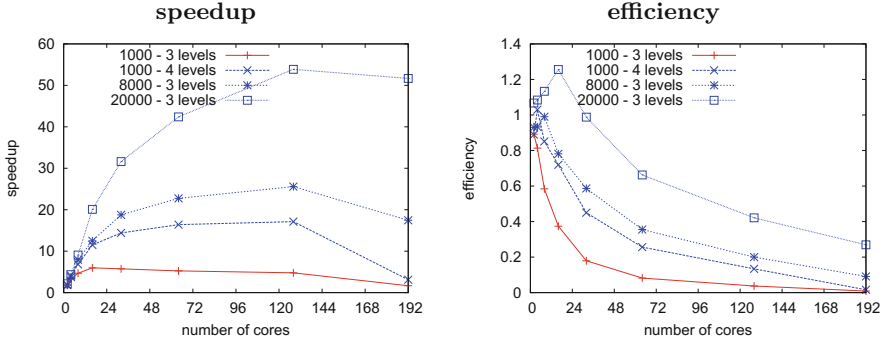 speedup
60
50
40
30
20
10
0
speedup
1000 - 3 levels
1000 - 4 levels
8000 - 3 levels
20000 - 3 levels
0 24 48 72 96 120 144 168 192
number of cores
efficiency
1.4
1.2
1
0.8
0.6
0.4
0.2
0
efficiency
1000 - 3 levels
1000 - 4 levels
8000 - 3 levels
20000 - 3 levels
0 24 48 72 96 120 144 168 192
number of cores